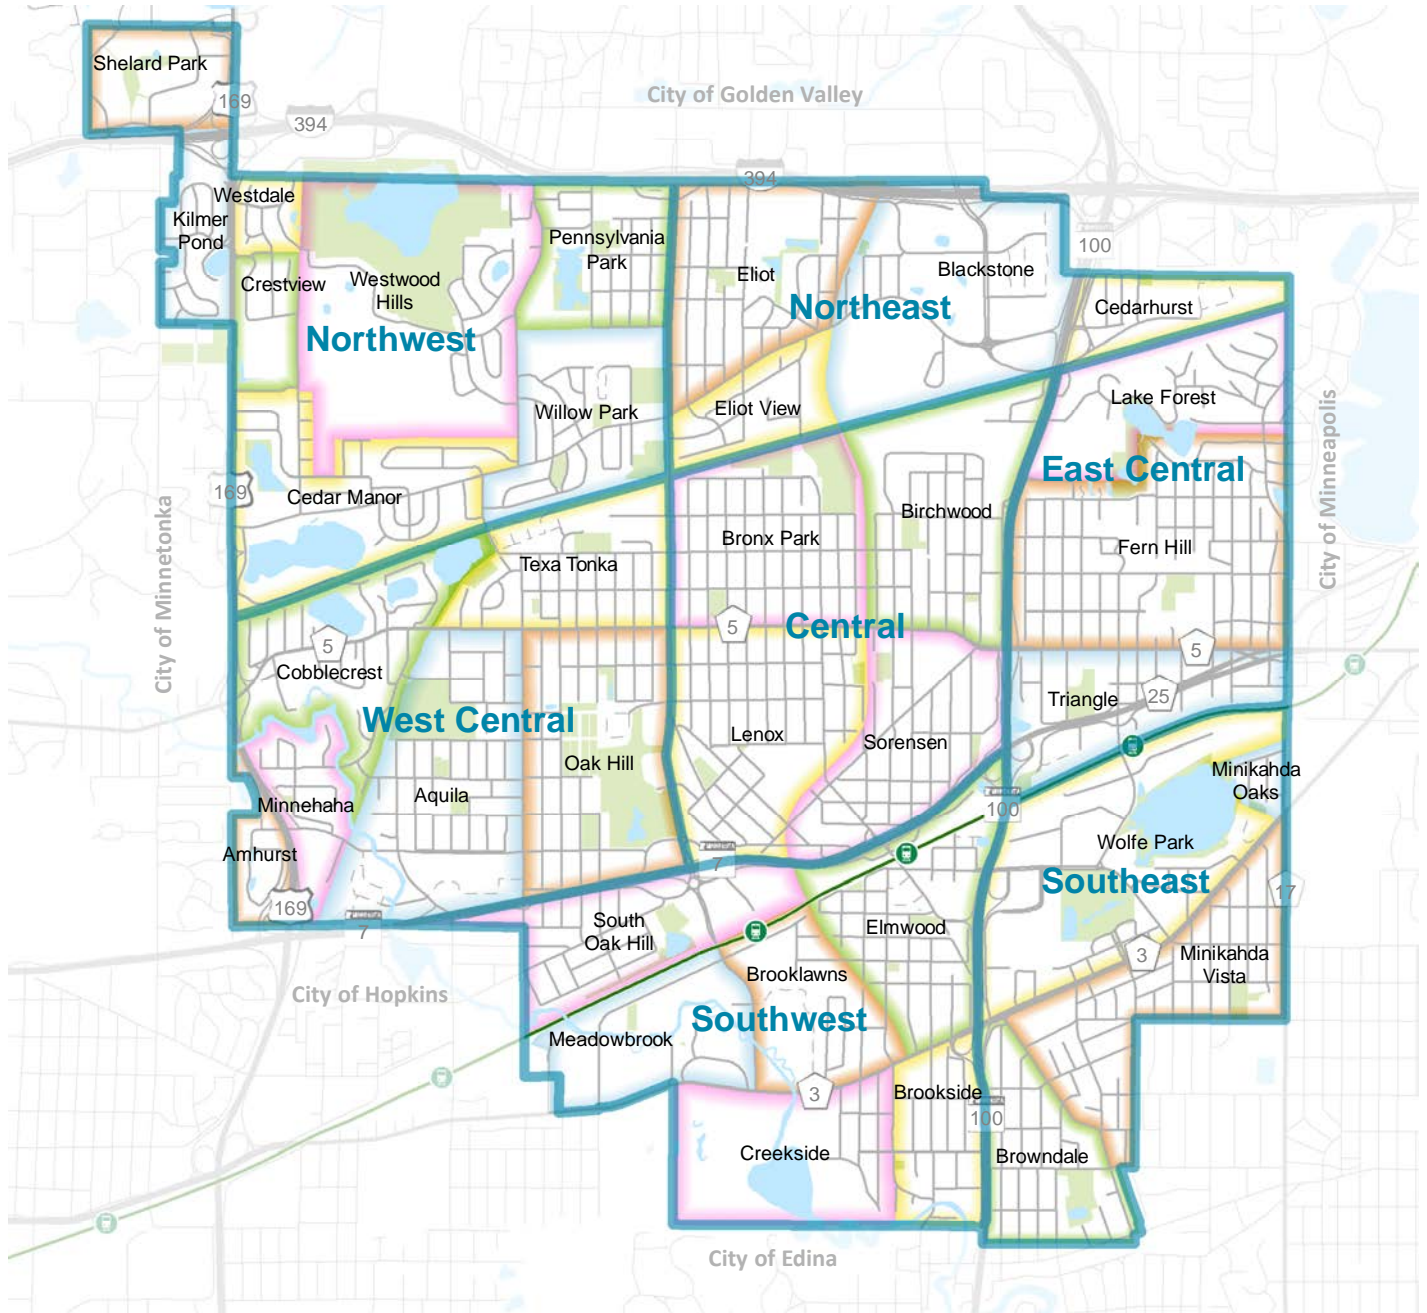 Shelard Park
City of Golden Valley
169
394
394
Westdale
Kilmer
Pond
Pennsylvania
Park
100
Crestview
Westwood
Hills
Eliot
Blackstone
Northwest
Northeast
Cedarhurst
Willow Park
Eliot View
Lake Forest
City of Minneapolis
East Central
169
Cedar Manor
Birchwood
City of Minnetonka
Texa Tonka
Bronx Park
Fern Hill
5
Central
5
5
Cobblecrest
West Central
Triangle
25
Lenox
Sorensen
Oak Hill
Minikahda
Oaks
Minnehaha
Aquila
100
Wolfe Park
Amhurst
7
Southeast
17
169
7
South
Oak Hill
Elmwood
3
Minikahda
Vista
City of Hopkins
Brooklawns
Southwest
Meadowbrook
3
Brookside
100
Creekside
Browndale
City of Edina